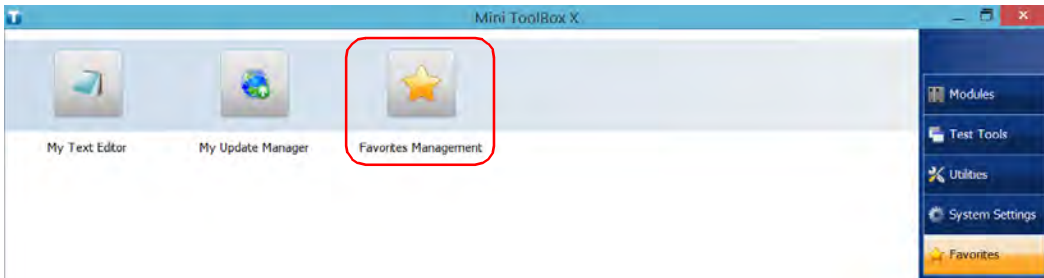 Mini ToolBox X
My Text Editor
My Update Manager
Favorites Management
Modules
Test Tools
Utilities
System Settings
Favorites